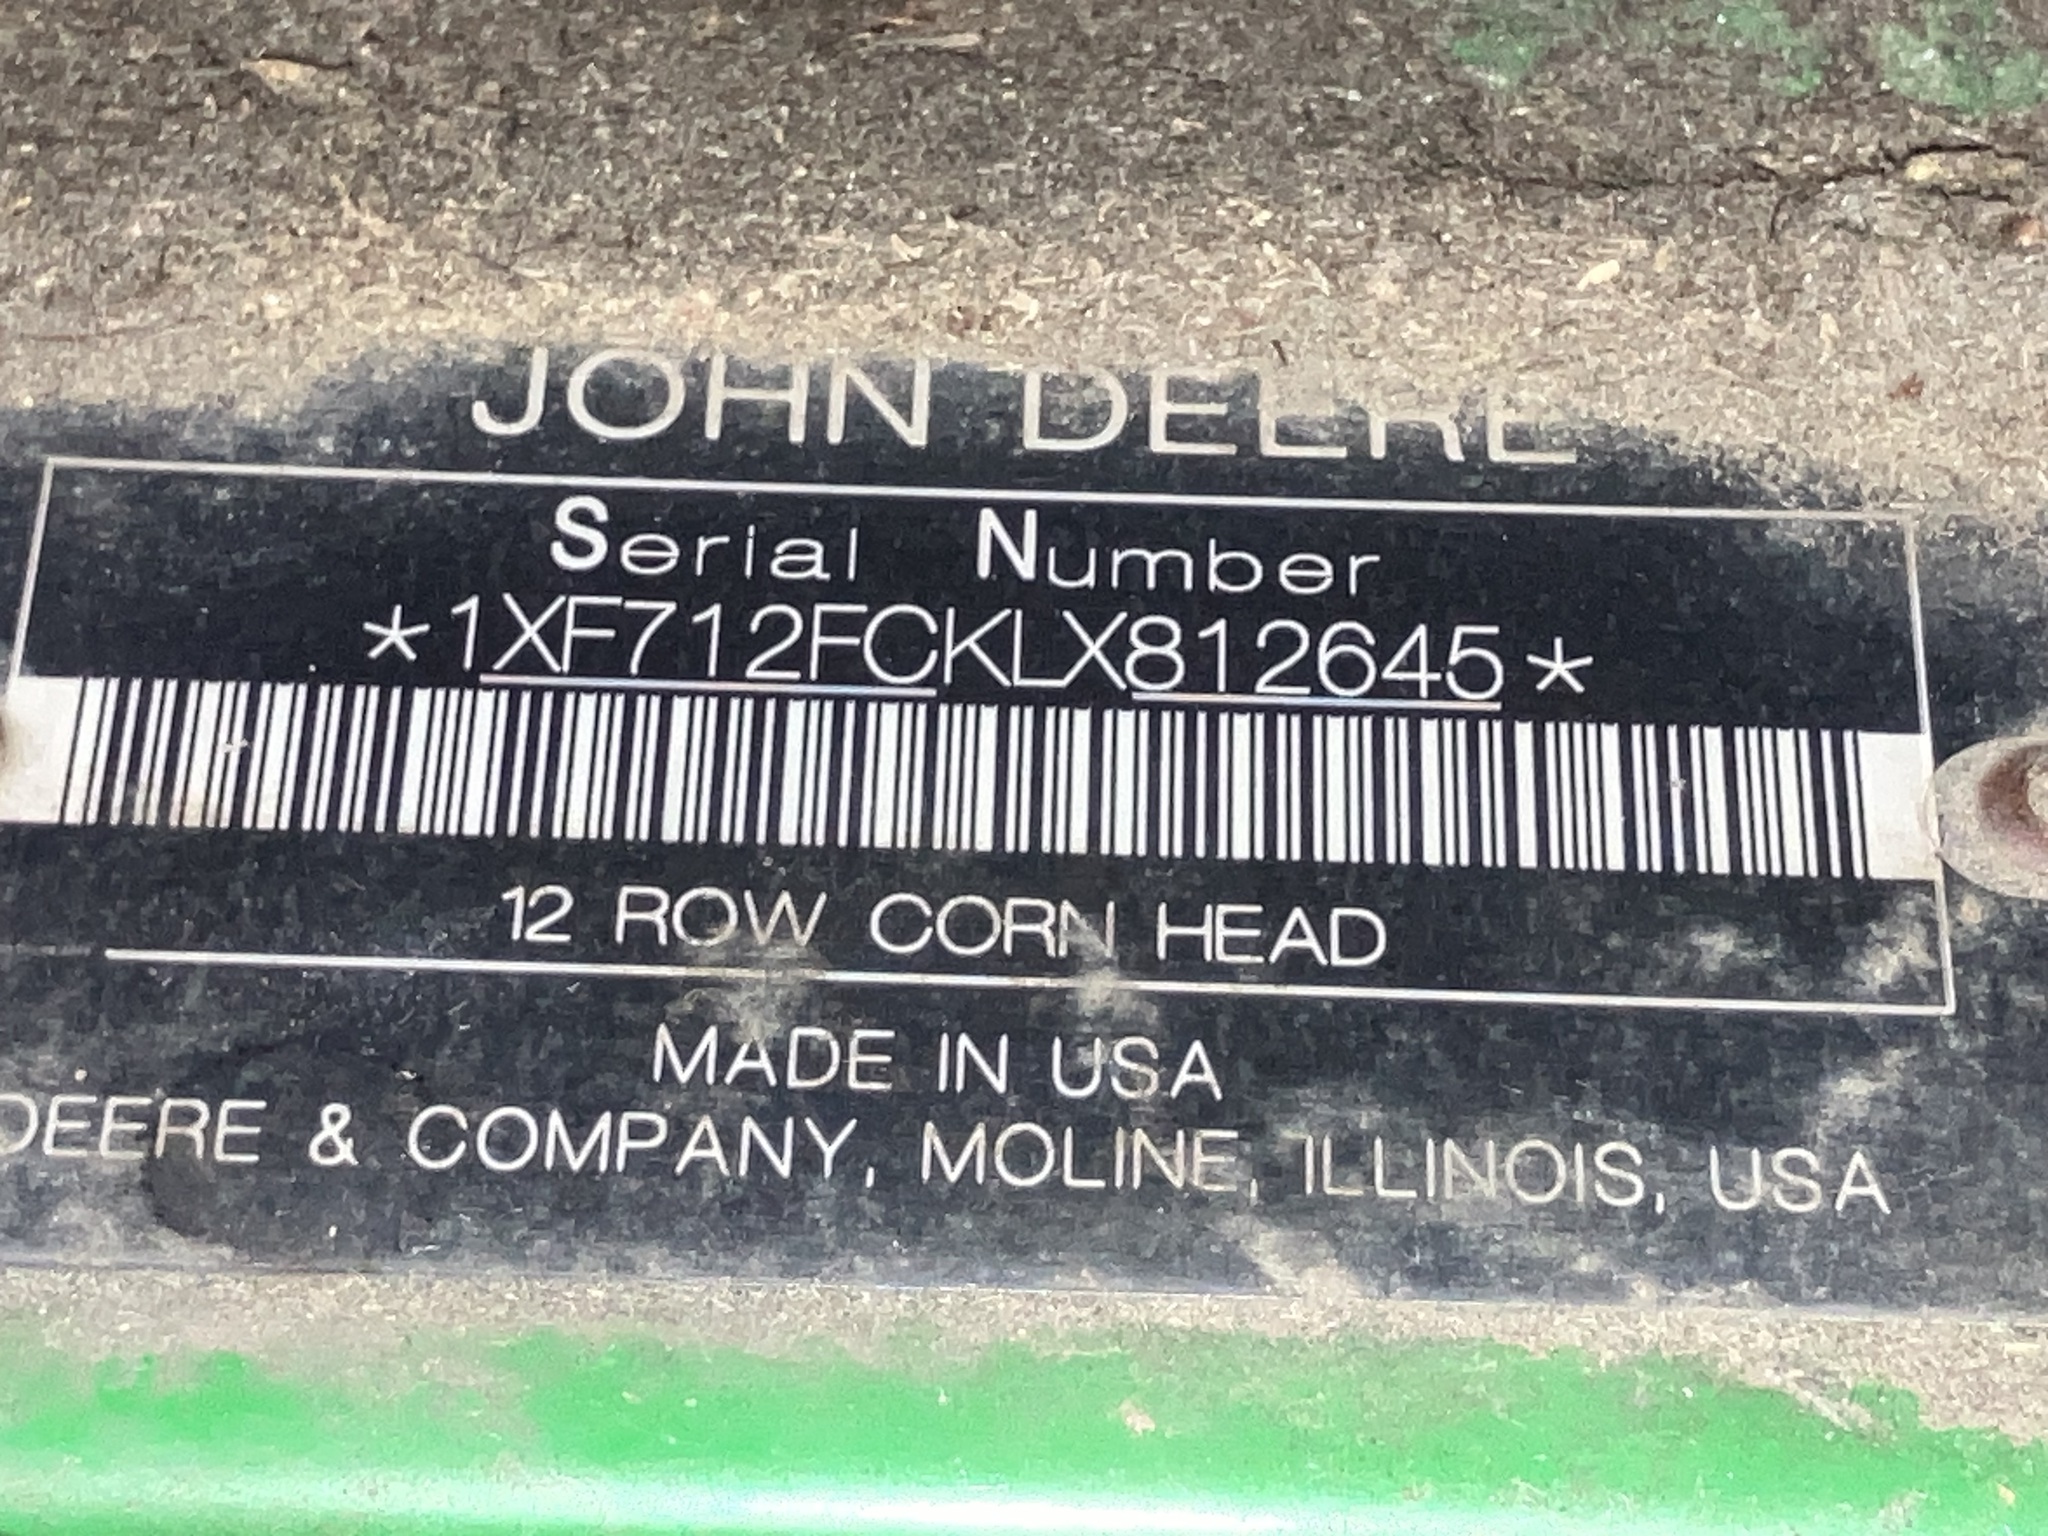 JOHN DEERE
Serial Number
*1XF712FCKLX812645*
12 ROW CORN HEAD
MADE IN USA
DEERE & COMPANY, MOLINE, ILLINOIS, USA